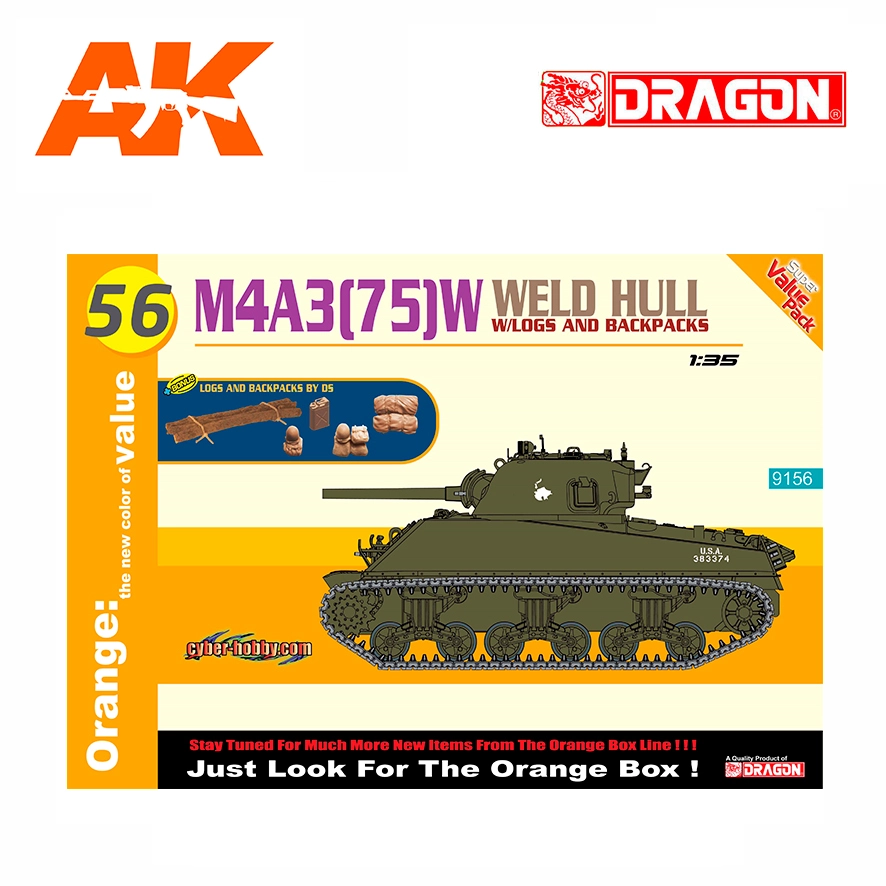 AK
DRAGON®
56
M4A3(75)W WELD HULL
W/LOGS AND BACKPACKS
Super
Value
Pack
1:35
BONUS LOGS AND BACKPACKS BY DS
9156
U.S.A.
383374
Orange: the new color of value
cyber-hobby.com
Stay Tuned For Much More New Items From The Orange Box Line ! ! !
Just Look For The Orange Box !
A Quality Product of
DRAGON